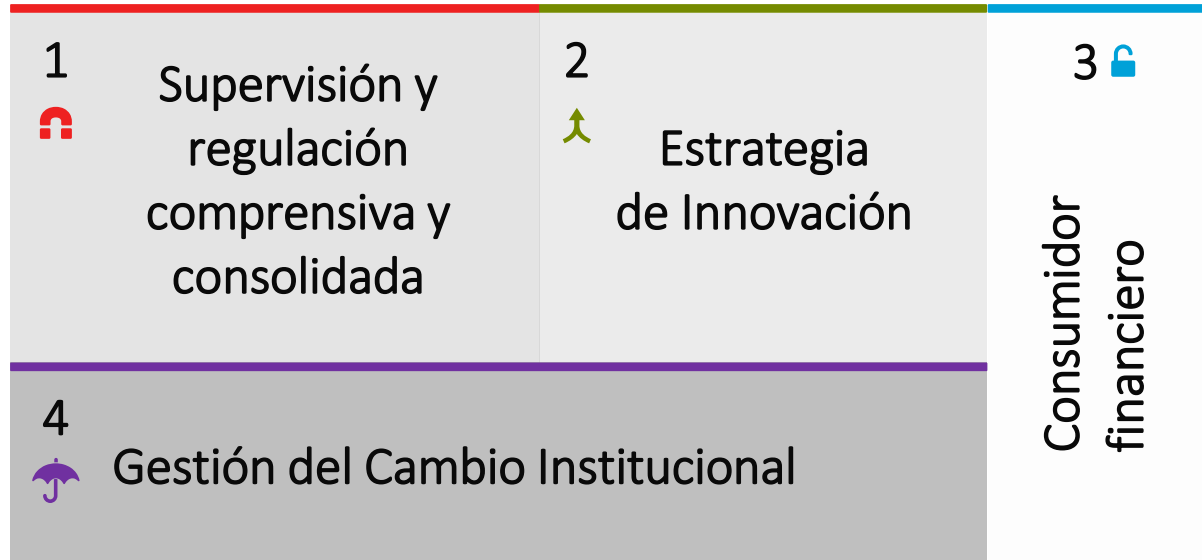 1
Supervisión y
regulación
comprensiva y
consolidada
2
Estrategia
de Innovación
3
Consumidor
financiero
4
Gestión del Cambio Institucional